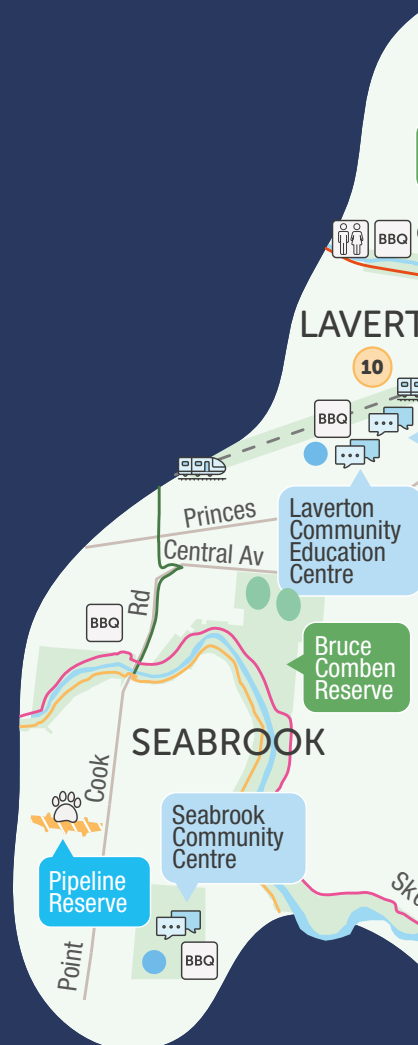 BBQ
LAVERT
10
BBQ
Laverton
Community
Education
Centre
Princes
Central Av
BBQ
Rd
Bruce
Comben
Reserve
SEABROOK
Cook
Seabrook
Community
Centre
Pipeline
Reserve
Point
BBQ